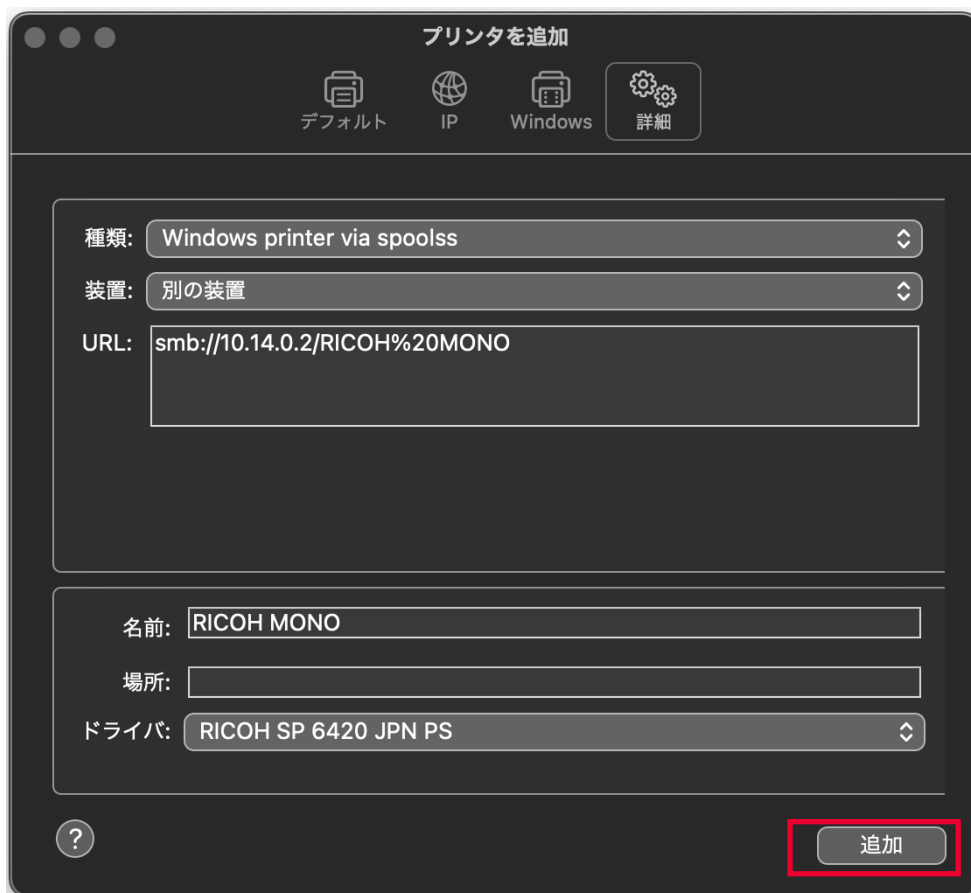 プリンタを追加
デフォルト
IP
Windows
詳細
種類: Windows printer via spoolss
装置: 別の装置
URL: smb://10.14.0.2/RICOH%20MONO
名前: RICOH MONO
場所:
ドライバ: RICOH SP 6420 JPN PS
?
追加